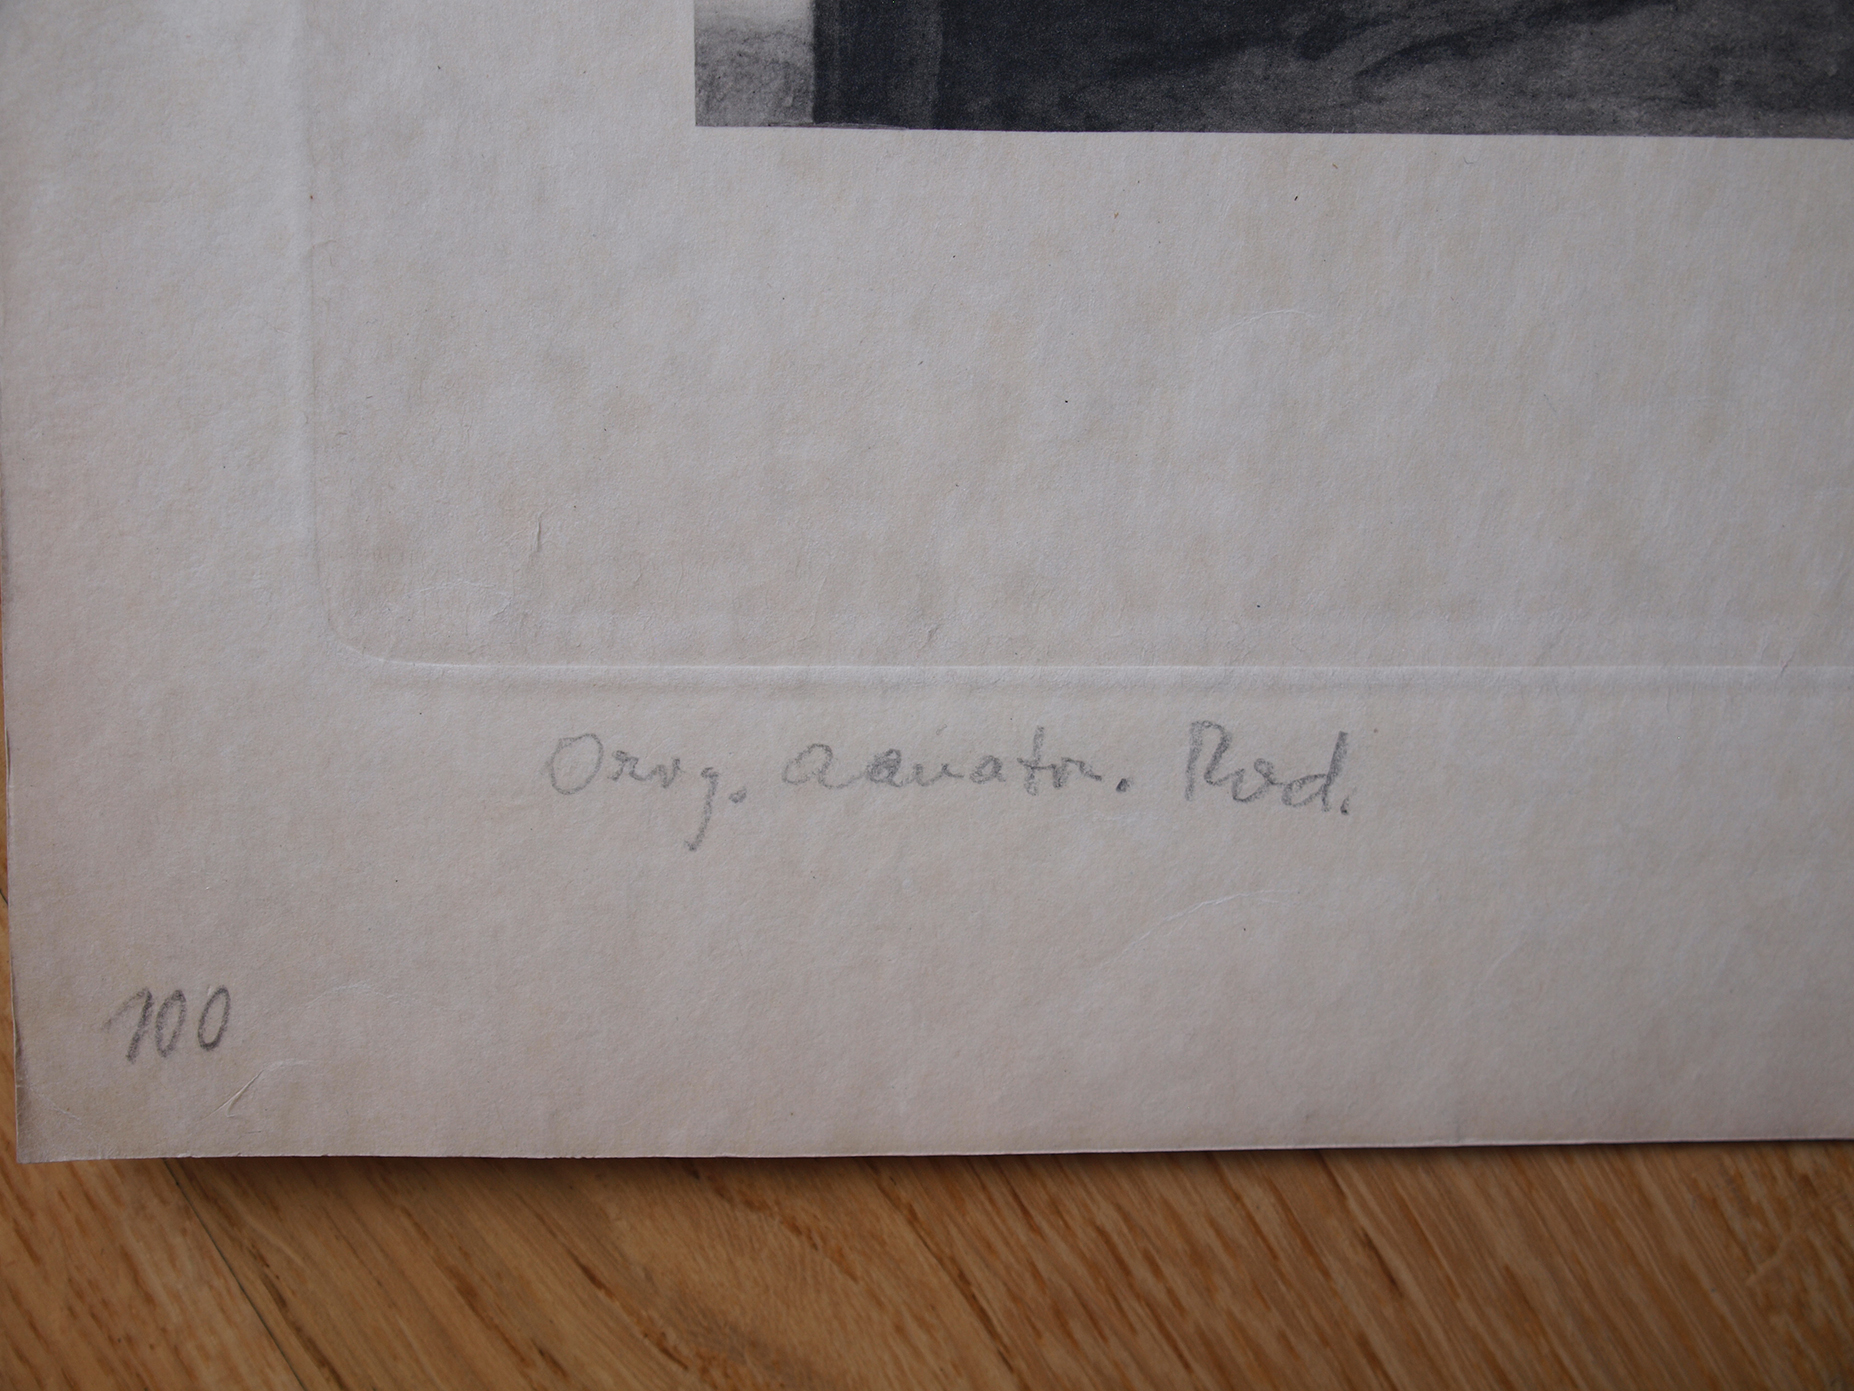 Orig. aquatin. Rad.
100